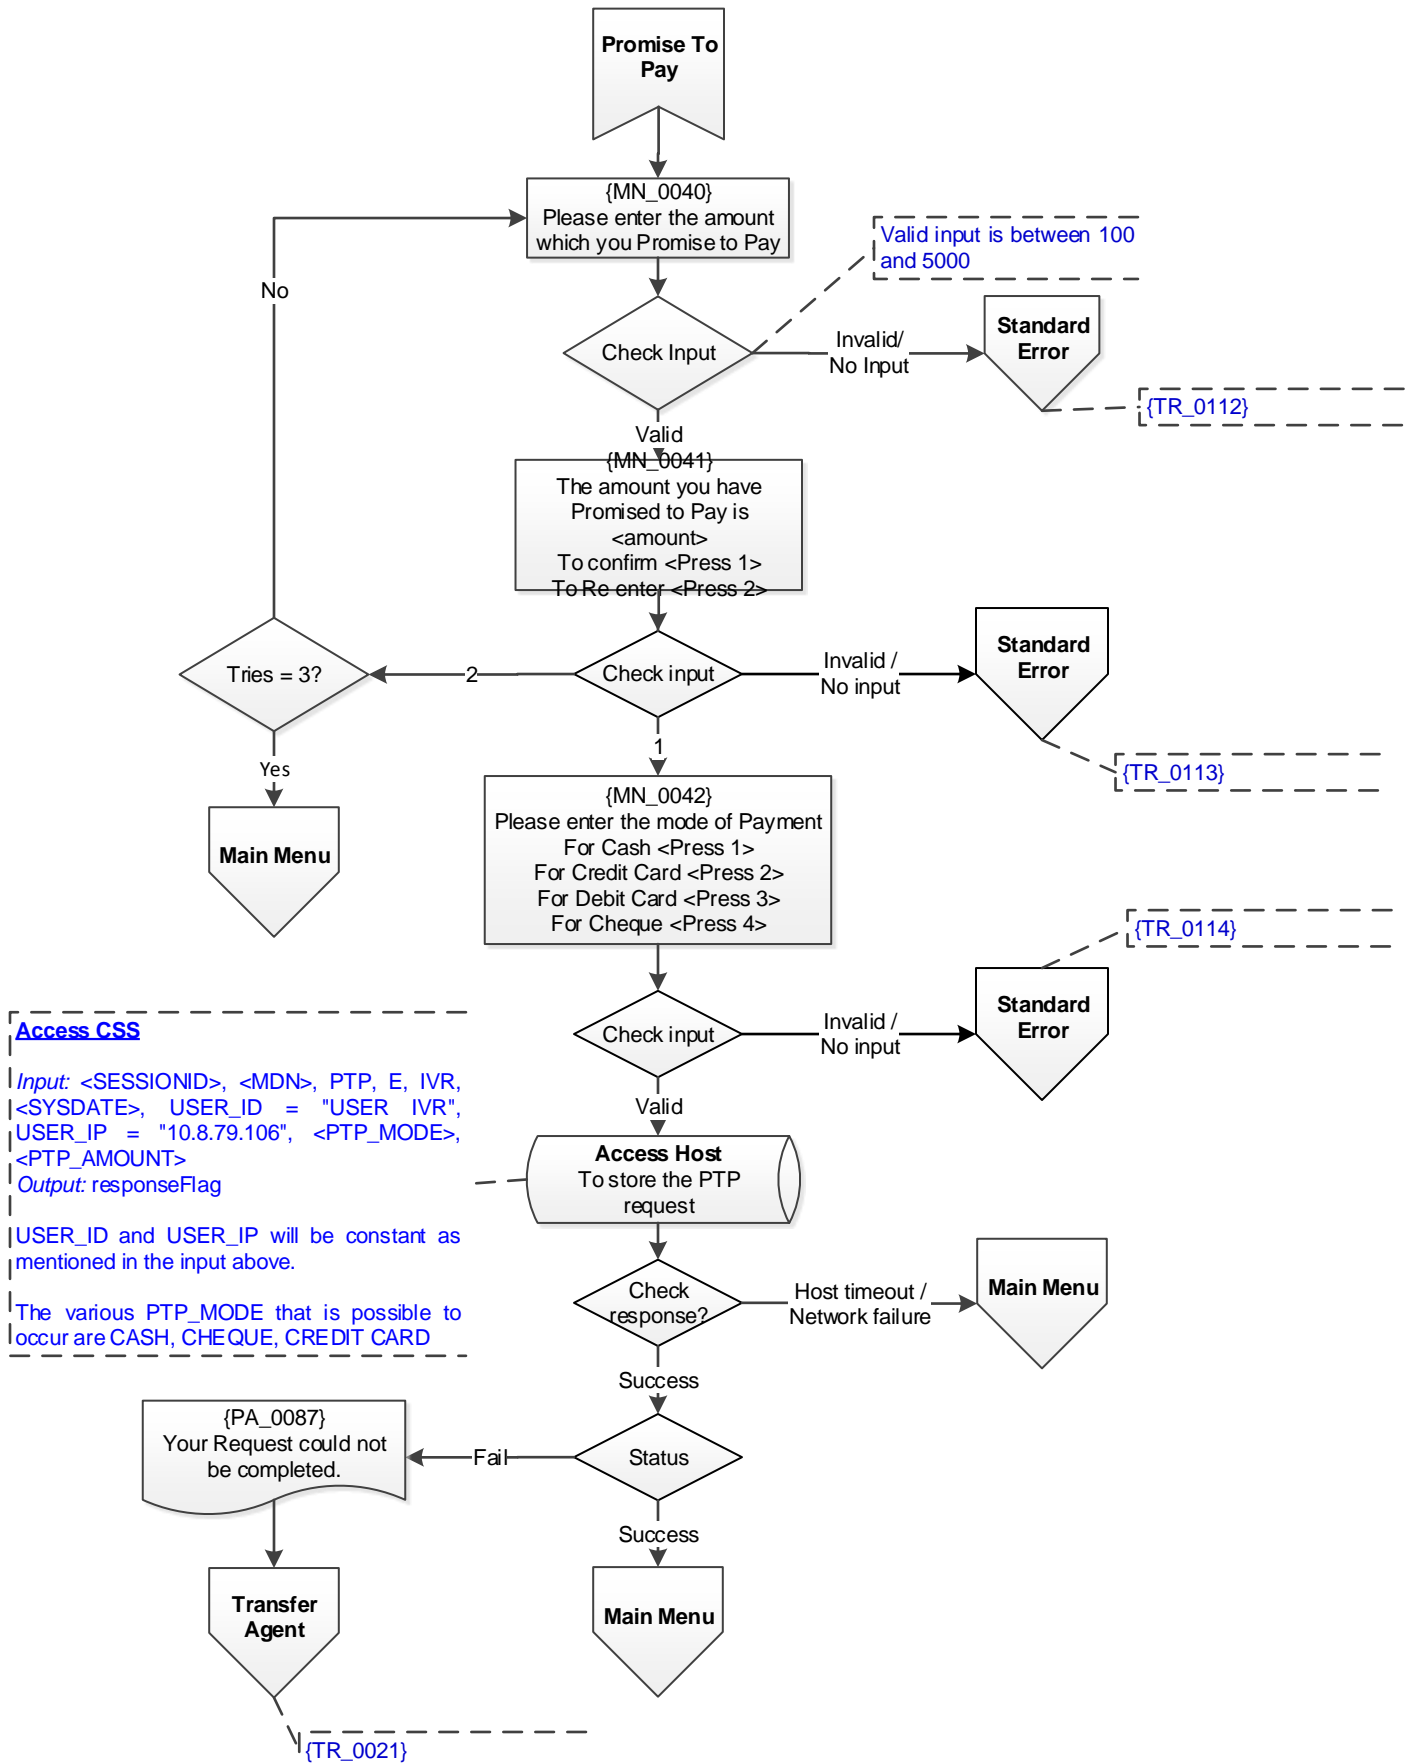 Promise To
Pay
{MN_0040}
Please enter the amount
which you Promise to Pay
Valid input is between 100
and 5000
No
Check Input
Invalid/
No Input
Standard
Error
{TR_0112}
Valid
{MN_0041}
The amount you have
Promised to Pay is
<amount>
To confirm <Press 1>
To Re enter <Press 2>
Tries = 3?
2
Check input
Invalid /
No input
Standard
Error
{TR_0113}
1
Yes
Main Menu
{MN_0042}
Please enter the mode of Payment
For Cash <Press 1>
For Credit Card <Press 2>
For Debit Card <Press 3>
For Cheque <Press 4>
{TR_0114}
Check input
Invalid /
No input
Standard
Error
Valid
Access CSS
Input: <SESSIONID>, <MDN>, PTP, E, IVR,
<SYSDATE>, USER_ID = "USER IVR",
USER_IP = "10.8.79.106", <PTP_MODE>,
<PTP_AMOUNT>
Output: responseFlag
USER_ID and USER_IP will be constant as
mentioned in the input above.
The various PTP_MODE that is possible to
occur are CASH, CHEQUE, CREDIT CARD
Access Host
To store the PTP
request
Check
response?
Host timeout /
Network failure
Main Menu
Success
{PA_0087}
Your Request could not
be completed.
Fail
Status
Success
Transfer
Agent
Main Menu
{TR_0021}